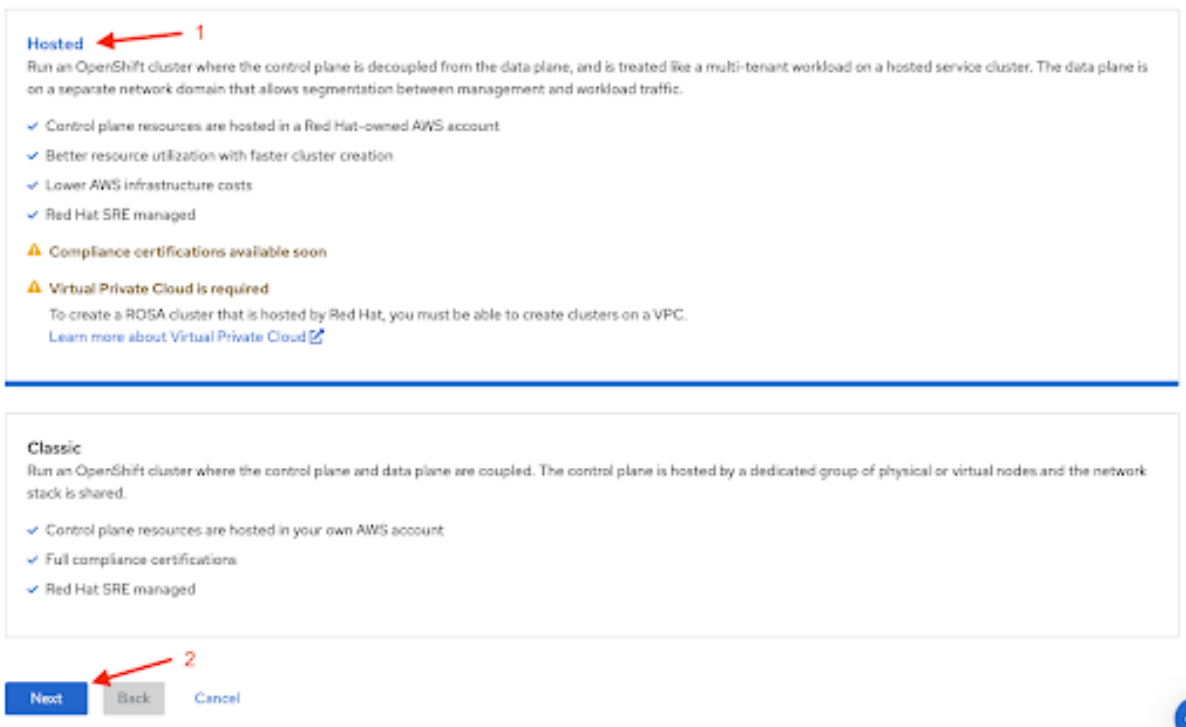 1
Hosted
Run an OpenShift cluster where the control plane is decoupled from the data plane, and is treated like a multi-tenant workload on a hosted service cluster. The data plane is
on a separate network domain that allows segmentation between management and workload traffic.
Control plane resources are hosted in a Red Hat-owned AWS account
Better resource utilization with faster cluster creation
Lower AWS infrastructure costs
Red Hat SRE managed
Compliance certifications available soon
Virtual Private Cloud is required
To create a ROSA cluster that is hosted by Red Hat, you must be able to create clusters on a VPC.
Learn more about Virtual Private Cloud
Classic
Run an OpenShift cluster where the control plane and data plane are coupled. The control plane is hosted by a dedicated group of physical or virtual nodes and the network
stack is shared.
Control plane resources are hosted in your own AWS account
Full compliance certifications
Red Hat SRE managed
2
Next Back Cancel